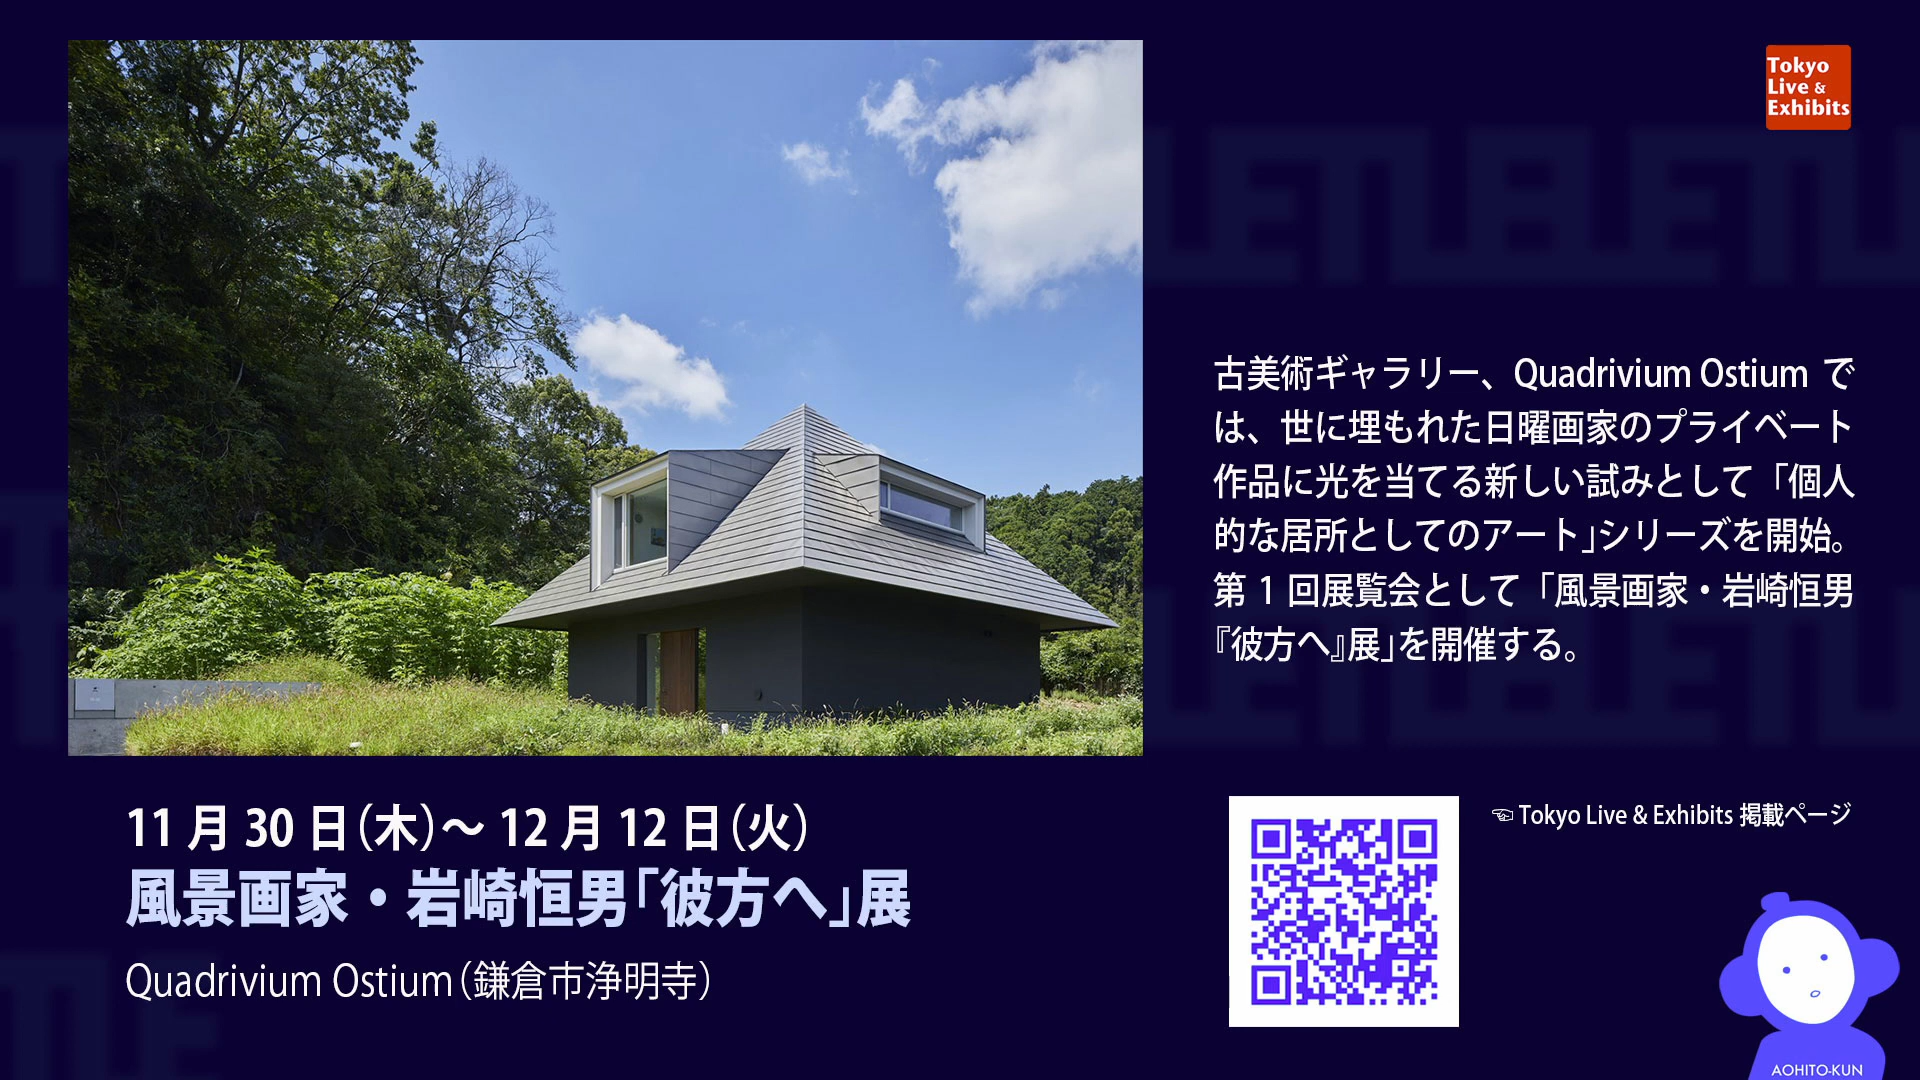 Tokyo
Live &
Exhibits
古美術ギャラリー、Quadrivium Ostium で
は、世に埋もれた日曜画家のプライベート
作品に光を当てる新しい試みとして「個人
的な居所としてのアート」シリーズを開始。
第 1 回展覧会として「風景画家・岩崎恒男
『彼方へ』展」を開催する。
11 月 30 日（木）～ 12 月 12 日（火）
風景画家・岩崎恒男「彼方へ」展
Quadrivium Ostium（鎌倉市浄明寺）
☜ Tokyo Live & Exhibits 掲載ページ
AOHITO-KUN